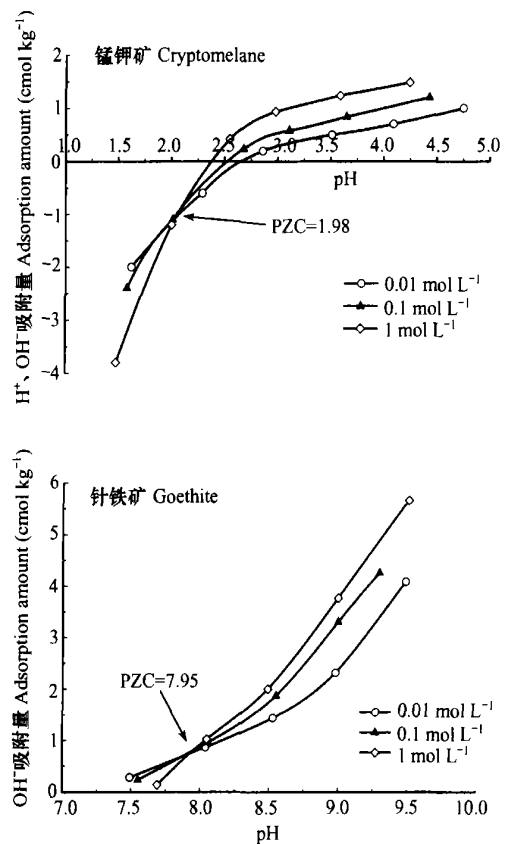 H⁺、OH⁻吸附量 Adsorption amount (cmol kg⁻¹)
锰钾矿 Cryptomelane
2
1
0
-1
-2
-3
-4
1.0 1.5 2.0 2.5 3.0 3.5 4.0 4.5 5.0
pH
PZC=1.98
0.01 mol L⁻¹
0.1 mol L⁻¹
1 mol L⁻¹
OH⁻吸附量 Adsorption amount (cmol kg⁻¹)
针铁矿 Goethite
6
5
4
3
2
1
0
PZC=7.95
0.01 mol L⁻¹
0.1 mol L⁻¹
1 mol L⁻¹
7.0 7.5 8.0 8.5 9.0 9.5 10.0
pH